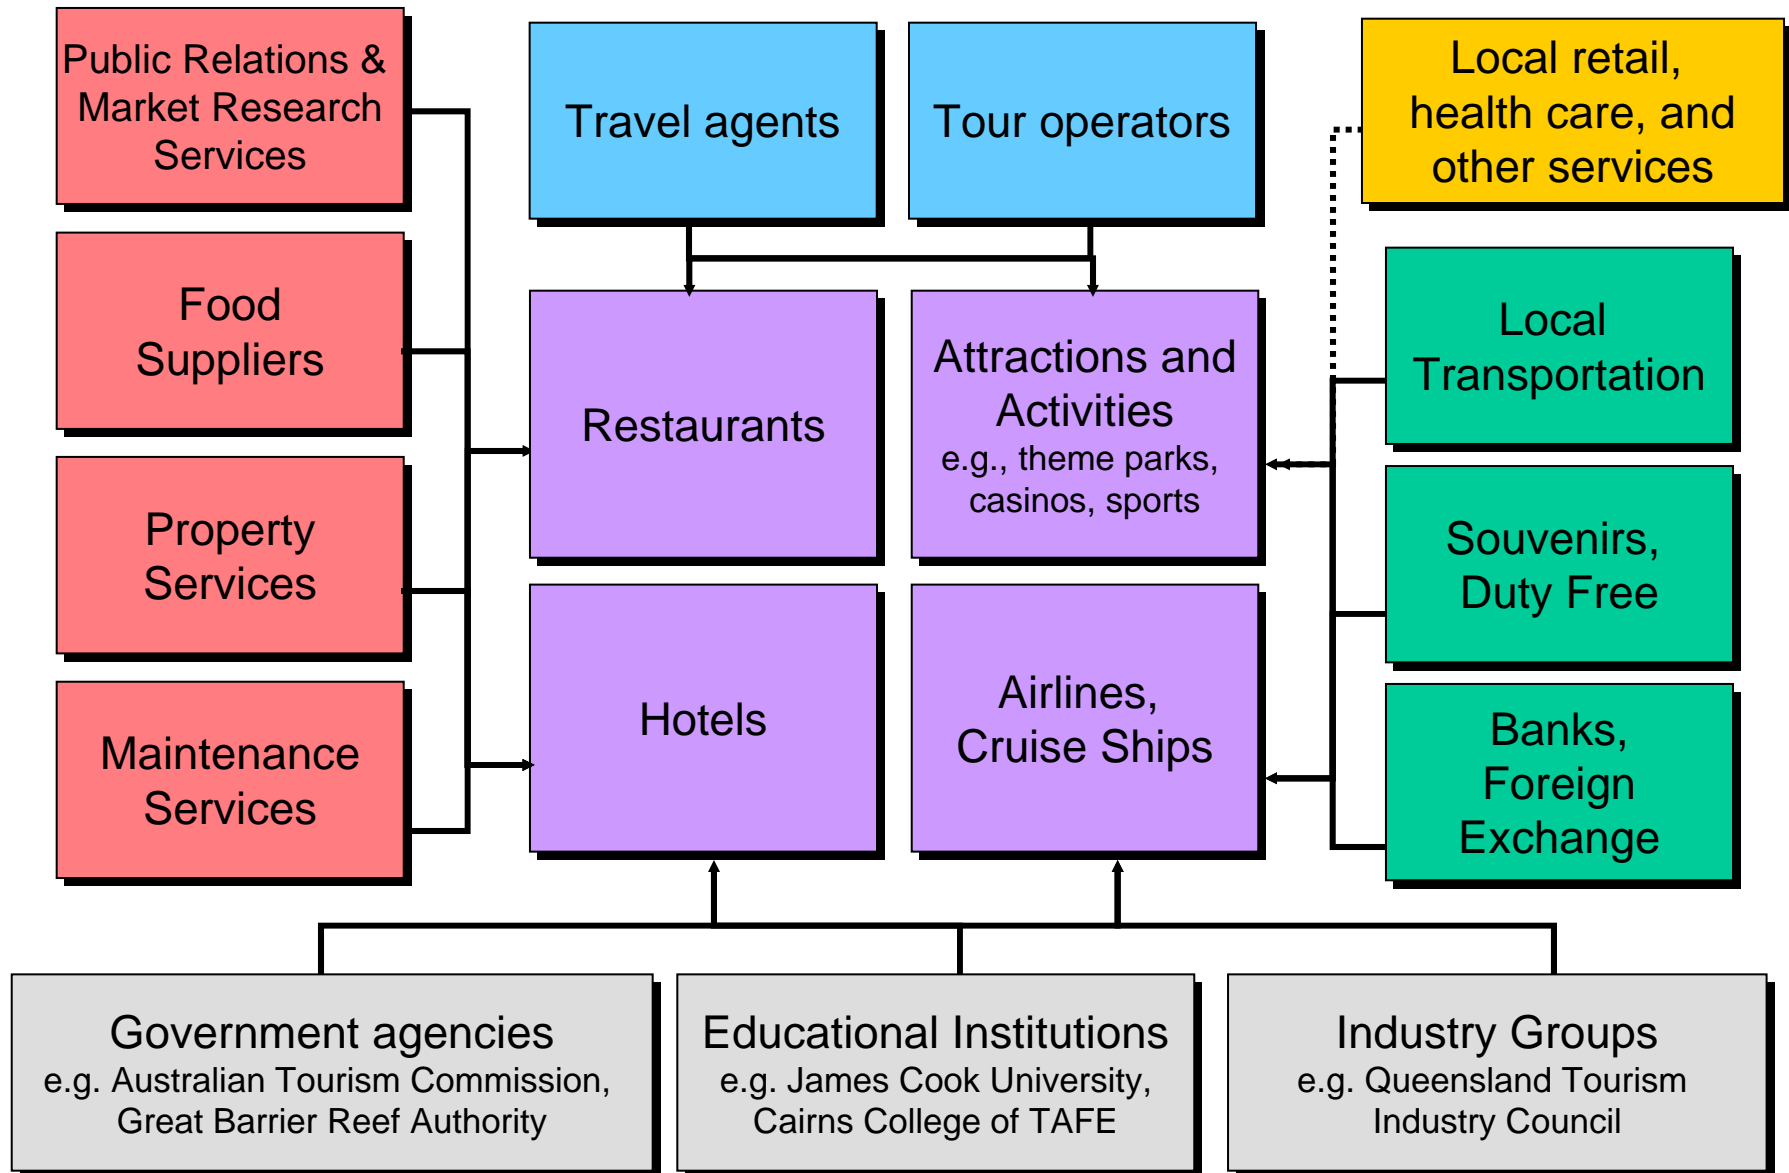 Public Relations &
Market Research
Services
Travel agents
Tour operators
Local retail,
health care, and
other services
Food
Suppliers
Restaurants
Attractions and
Activities
e.g., theme parks,
casinos, sports
Local
Transportation
Property
Services
Souvenirs,
Duty Free
Maintenance
Services
Hotels
Airlines,
Cruise Ships
Banks,
Foreign
Exchange
Government agencies
e.g. Australian Tourism Commission,
Great Barrier Reef Authority
Educational Institutions
e.g. James Cook University,
Cairns College of TAFE
Industry Groups
e.g. Queensland Tourism
Industry Council